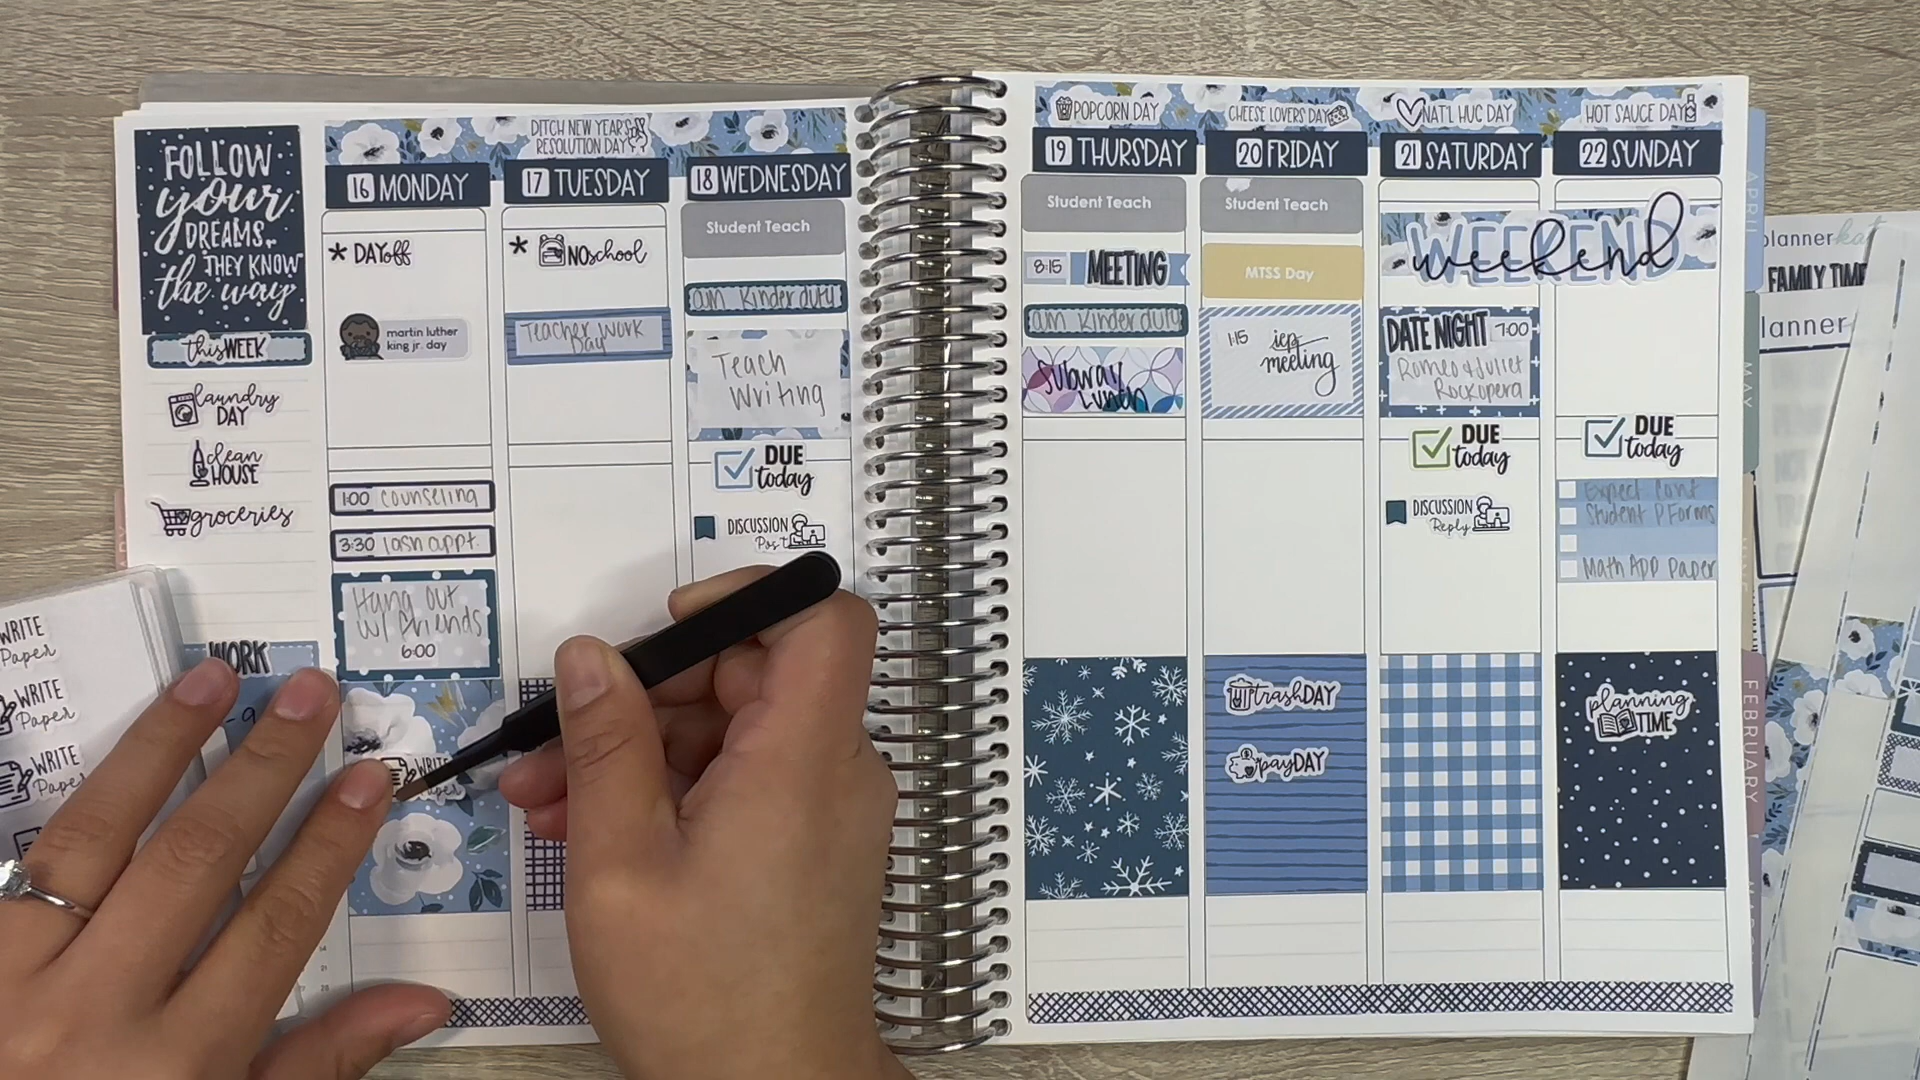 FOLLOW
your
DREAMS,
THEY KNOW
the way
this WEEK
laundry
DAY
clean
HOUSE
groceries
WORK
-9
WRITE
Paper
WRITE
Paper
WRITE
Paper
DITCH NEW YEAR'S
RESOLUTION DAY
16 MONDAY
* DAY off
martin luther
king jr. day
1:00 counseling
3:30 lash appt.
Hang out
w/ friends
6:00
WRITE
Paper
17 TUESDAY
* NO school
Teacher Work
Day
18 WEDNESDAY
Student Teach
am Kinder duty
Teach
Writing
DUE
today
DISCUSSION
Post
POPCORN DAY
19 THURSDAY
Student Teach
8:15 MEETING
am Kinder duty
Subway
Lunch
CHEESE LOVERS DAY
20 FRIDAY
Student Teach
MTSS Day
1:15 iep
meeting
trash DAY
pay DAY
NAT'L HUG DAY
21 SATURDAY
WEEKEND
weekend
DATE NIGHT 7:00
Romeo & Juliet
Rockopera
DUE
today
DISCUSSION
Reply
HOT SAUCE DAY
22 SUNDAY
DUE
today
Expect Cont
Student P Forms
Math App Paper
planning
TIME
APRIL
MAY
FEBRUARY
plannerkat
FAMILY TIME
planner